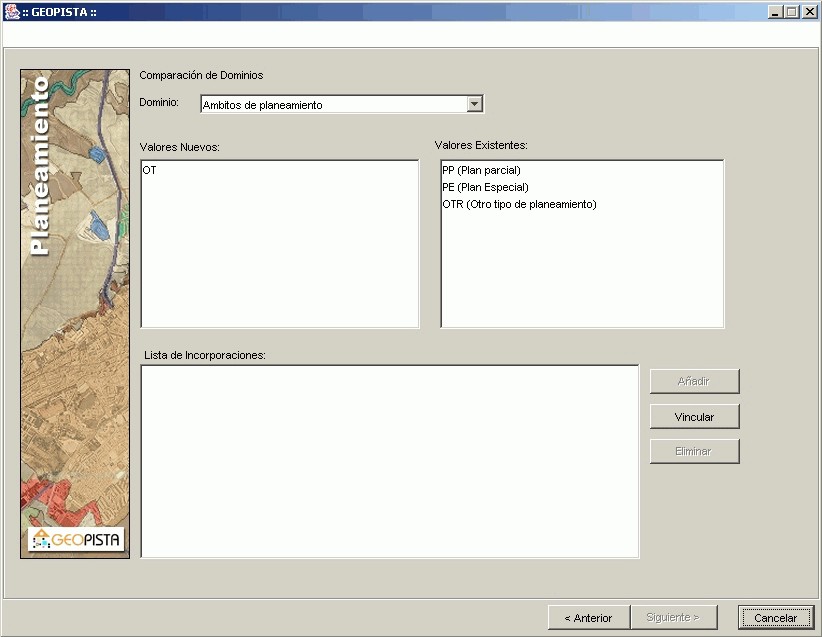 :: GEOPISTA ::
Planeamiento
Comparación de Dominios
Dominio: Ambitos de planeamiento
Valores Nuevos: Valores Existentes:
OT
PP (Plan parcial)
PE (Plan Especial)
OTR (Otro tipo de planeamiento)
Lista de Incorporaciones:
Añadir
Vincular
Eliminar
GEOPISTA
< Anterior Siguiente > Cancelar